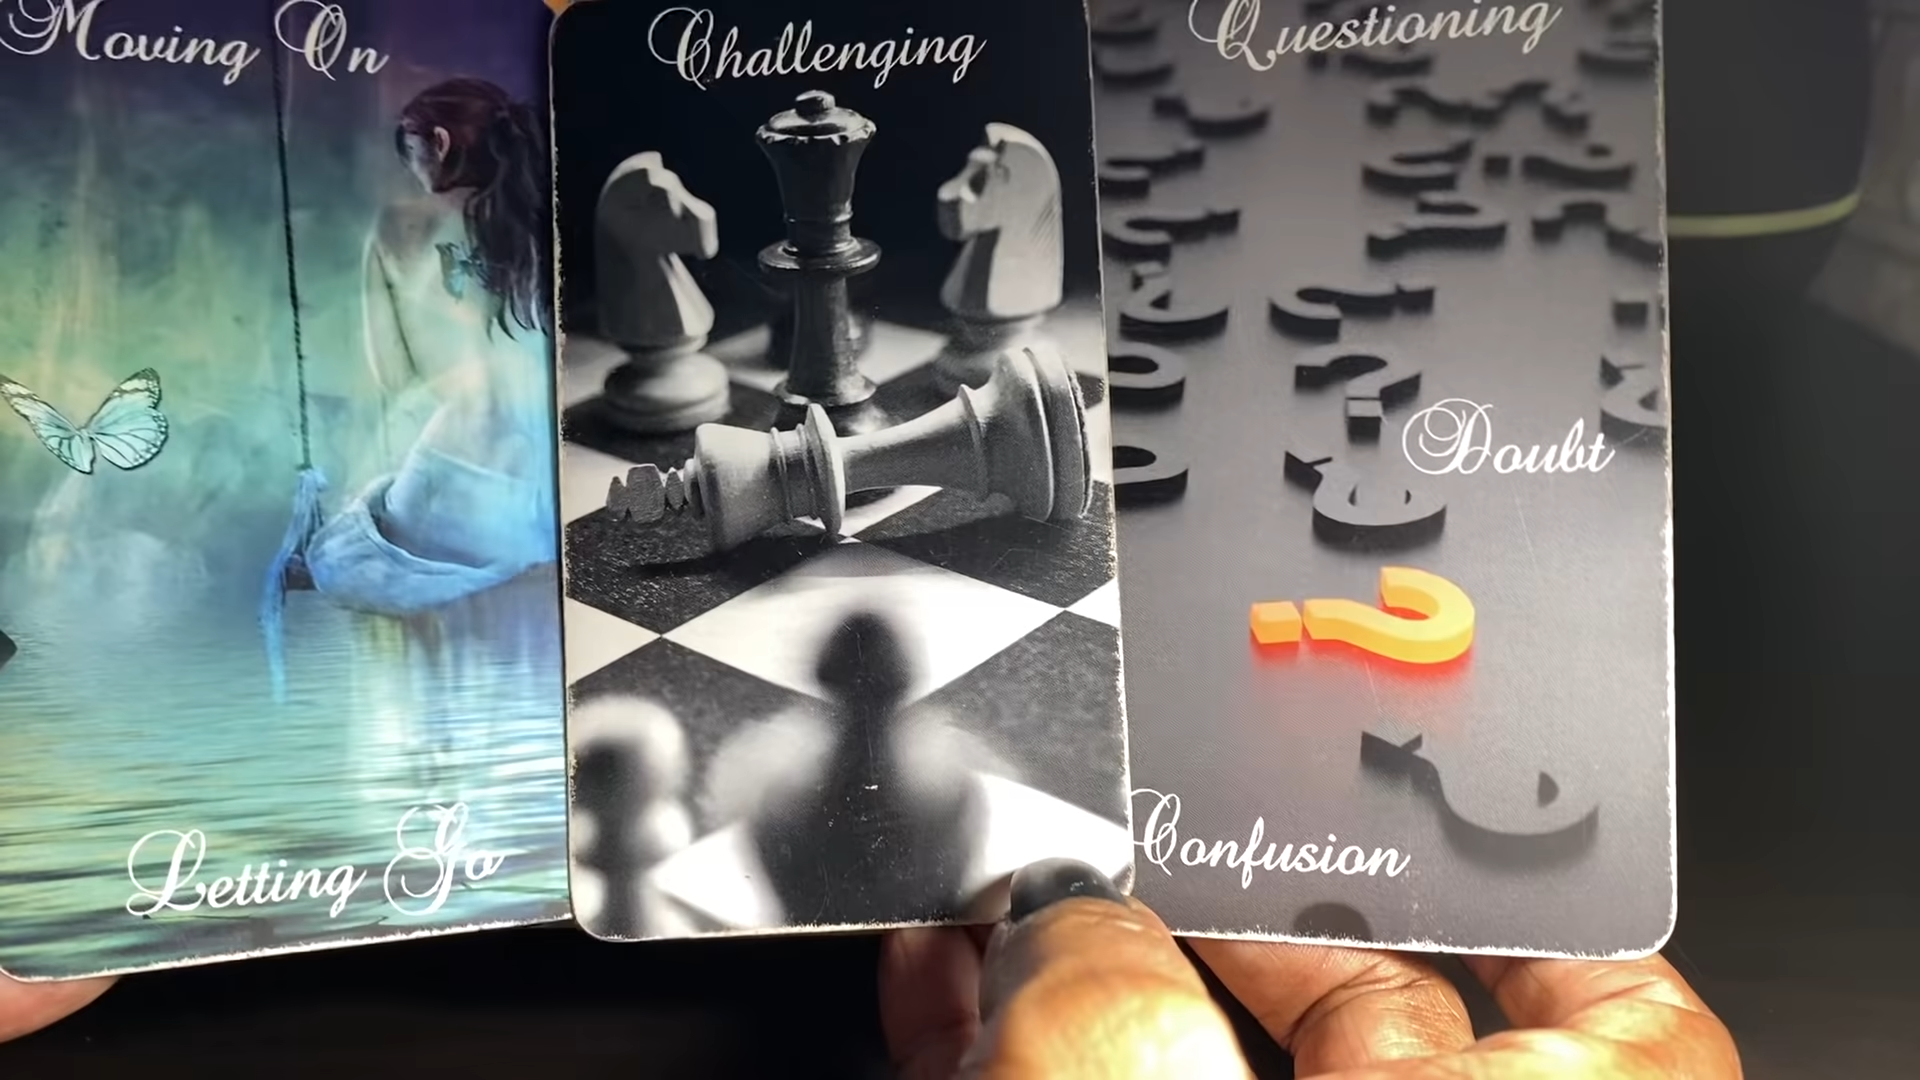 Moving On
Letting Go
Challenging
Questioning
Doubt
Confusion